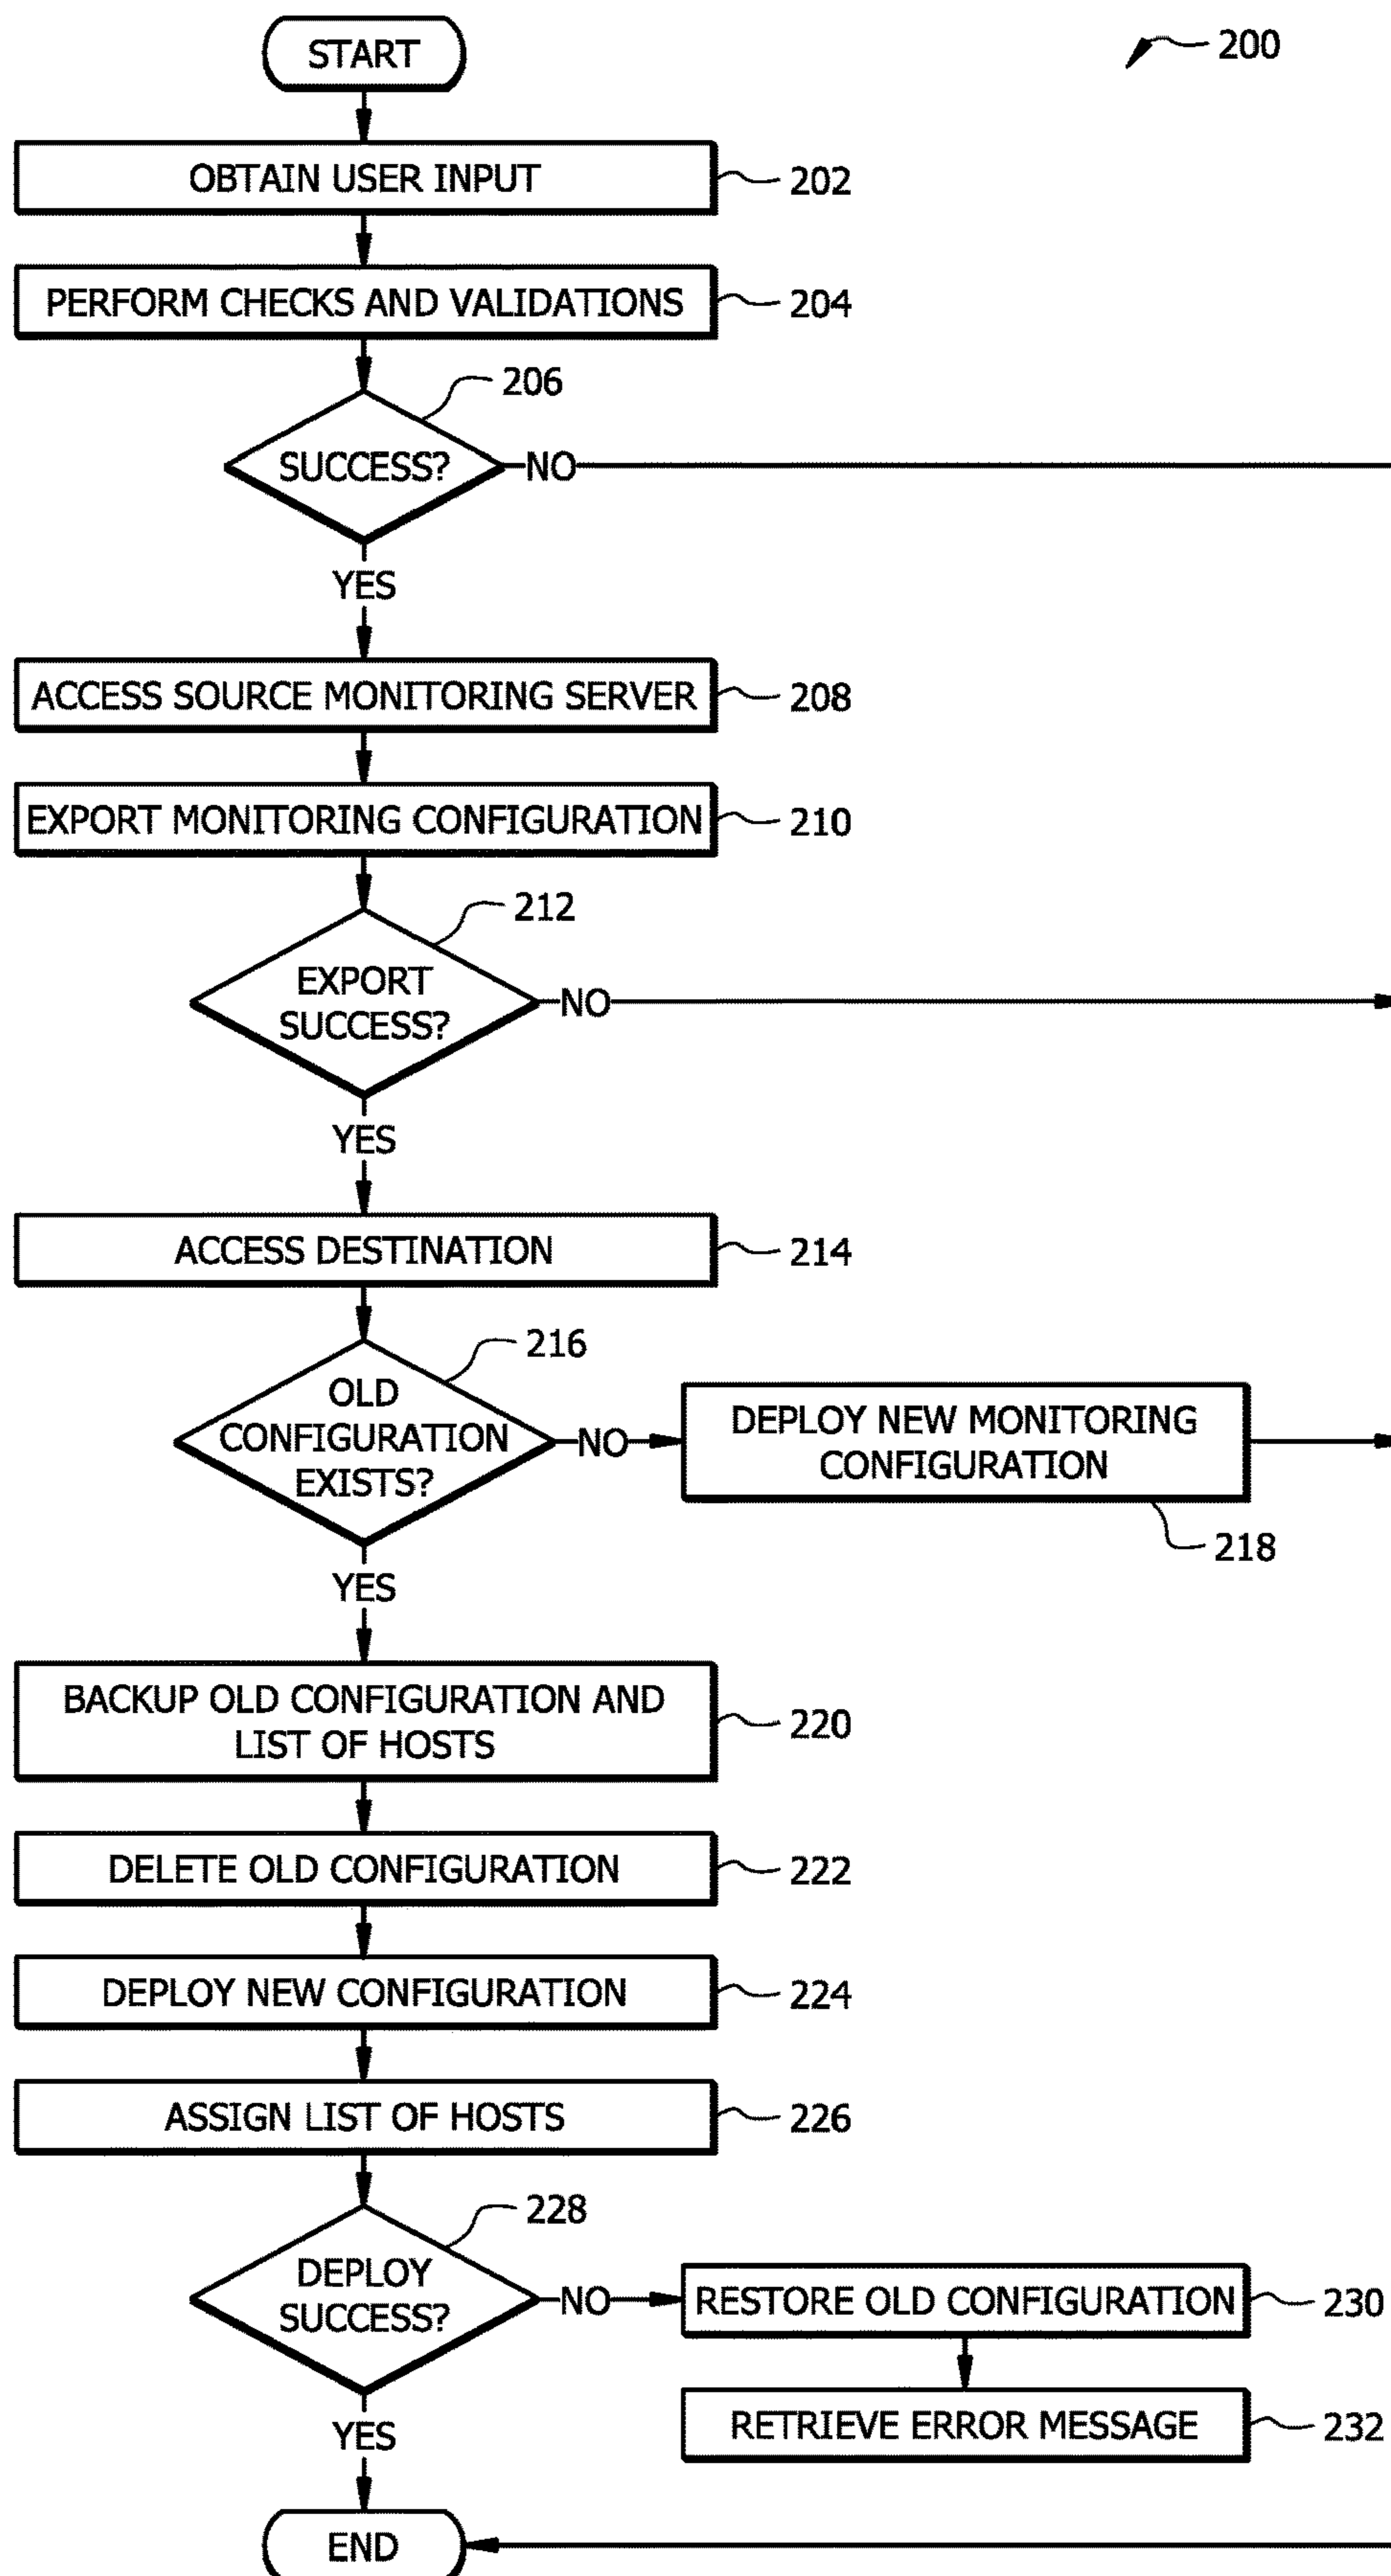 START
200
OBTAIN USER INPUT
202
PERFORM CHECKS AND VALIDATIONS
204
206
SUCCESS?
NO
YES
ACCESS SOURCE MONITORING SERVER
208
EXPORT MONITORING CONFIGURATION
210
212
EXPORT
SUCCESS?
NO
YES
ACCESS DESTINATION
214
216
OLD
CONFIGURATION
EXISTS?
NO
DEPLOY NEW MONITORING
CONFIGURATION
218
YES
BACKUP OLD CONFIGURATION AND
LIST OF HOSTS
220
DELETE OLD CONFIGURATION
222
DEPLOY NEW CONFIGURATION
224
ASSIGN LIST OF HOSTS
226
228
DEPLOY
SUCCESS?
NO
RESTORE OLD CONFIGURATION
230
RETRIEVE ERROR MESSAGE
232
YES
END